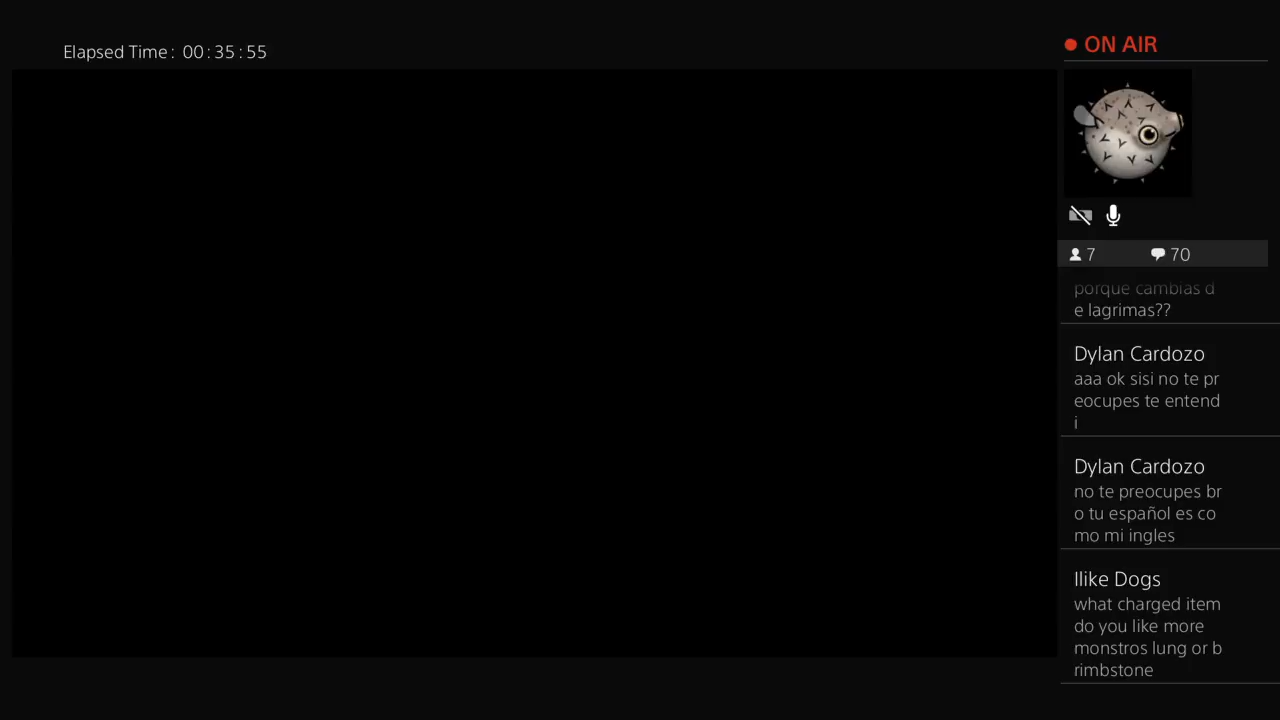 Elapsed Time: 00:35:55
ON AIR
7 70
porque cambias d
e lagrimas??
Dylan Cardozo
aaa ok sisi no te pr
eocupes te entend
i
Dylan Cardozo
no te preocupes br
o tu español es co
mo mi ingles
Ilike Dogs
what charged item
do you like more
monstros lung or b
rimbstone